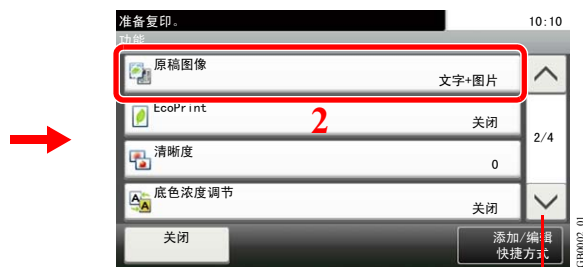 准备复印。 10:10
功能
原稿图像
文字+图片
EcoPrint
2
关闭
2/4
清晰度
0
底色浓度调节
关闭
关闭
添加/编辑
快捷方式
GB0002_01